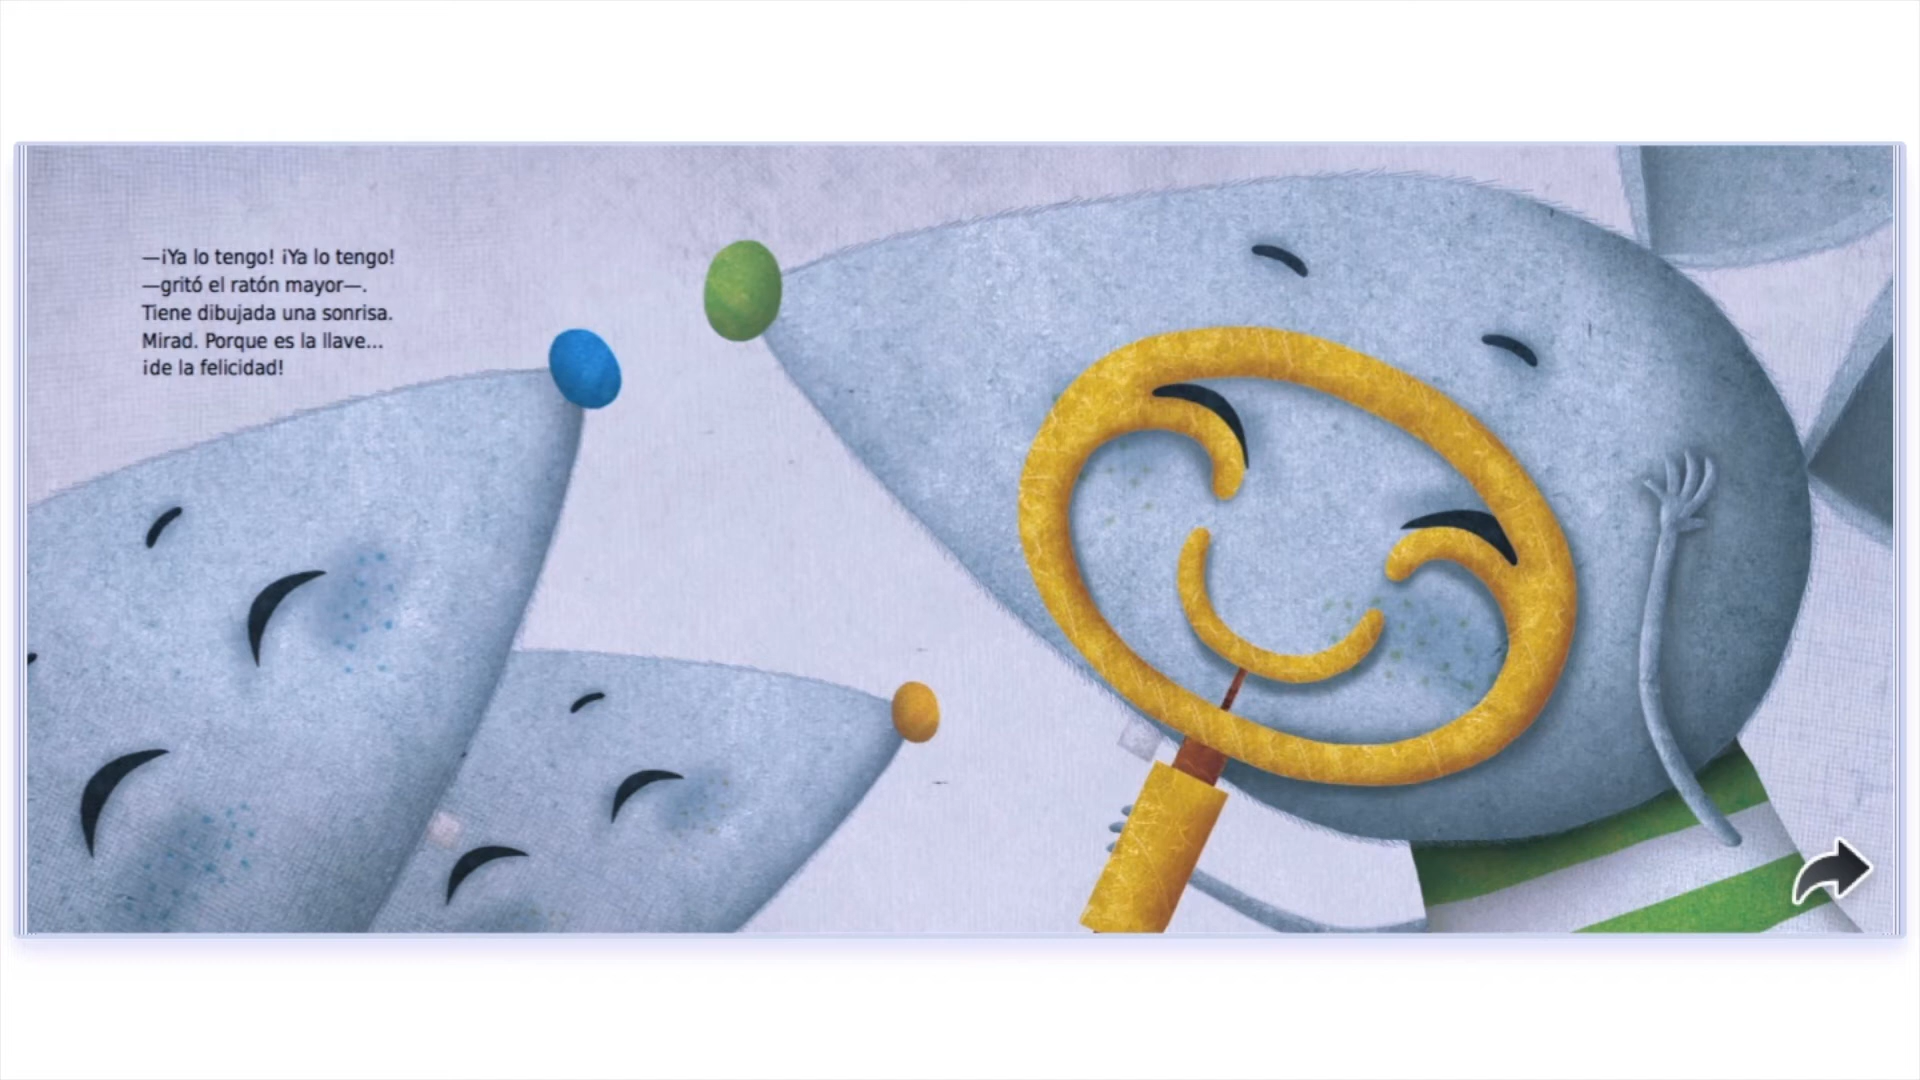 —¡Ya lo tengo! ¡Ya lo tengo!
—gritó el ratón mayor—.
Tiene dibujada una sonrisa.
Mirad. Porque es la llave...
¡de la felicidad!